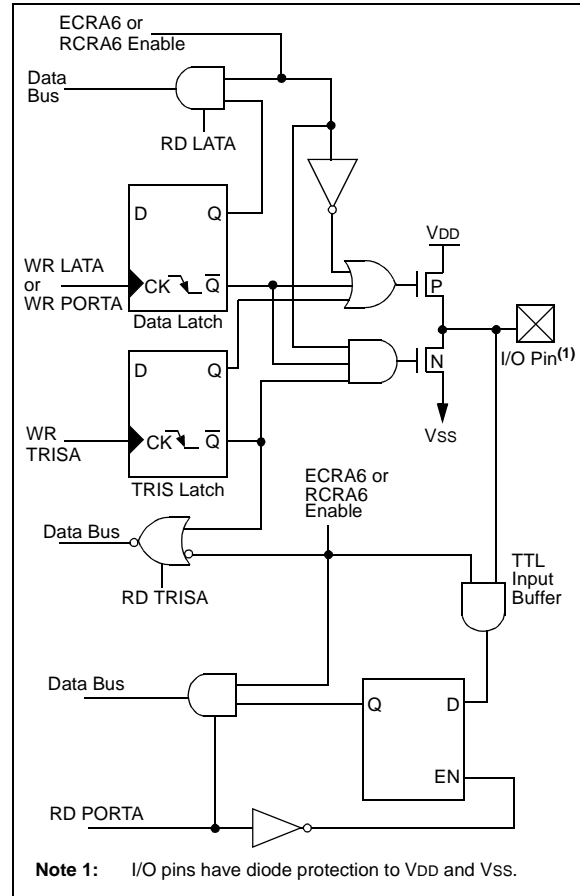 ECRA6 or
RCRA6 Enable
Data
Bus
RD LATA
D
Q
VDD
WR LATA
or
WR PORTA
CK
Q
P
Data Latch
D
Q
N
I/O Pin(1)
WR
TRISA
CK
Q
VSS
TRIS Latch
ECRA6 or
RCRA6
Enable
Data Bus
TTL
Input
Buffer
RD TRISA
Data Bus
Q
D
EN
RD PORTA
Note 1: I/O pins have diode protection to VDD and VSS.